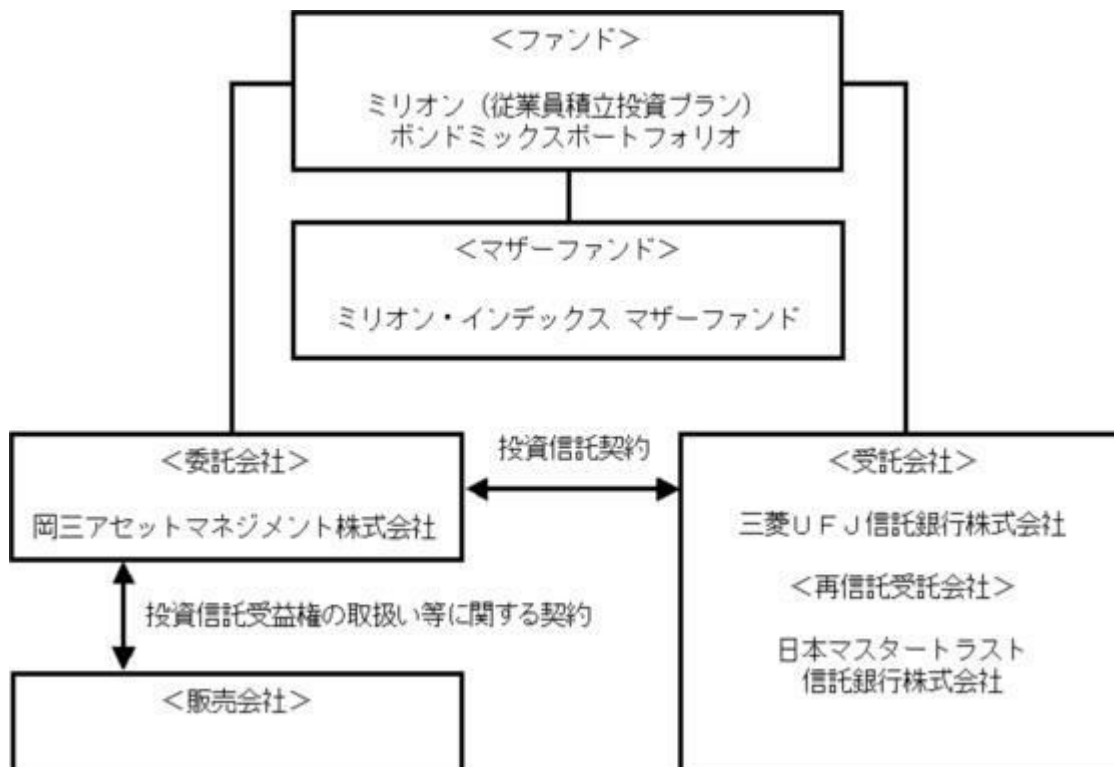 ＜ファンド＞
ミリオン（従業員積立投資プラン）
ボンドミックスポートフォリオ
＜マザーファンド＞
ミリオン・インデックス マザーファンド
＜委託会社＞
岡三アセットマネジメント株式会社
投資信託契約
＜受託会社＞
三菱ＵＦＪ信託銀行株式会社
＜再信託受託会社＞
日本マスタートラスト
信託銀行株式会社
投資信託受益権の取扱い等に関する契約
＜販売会社＞